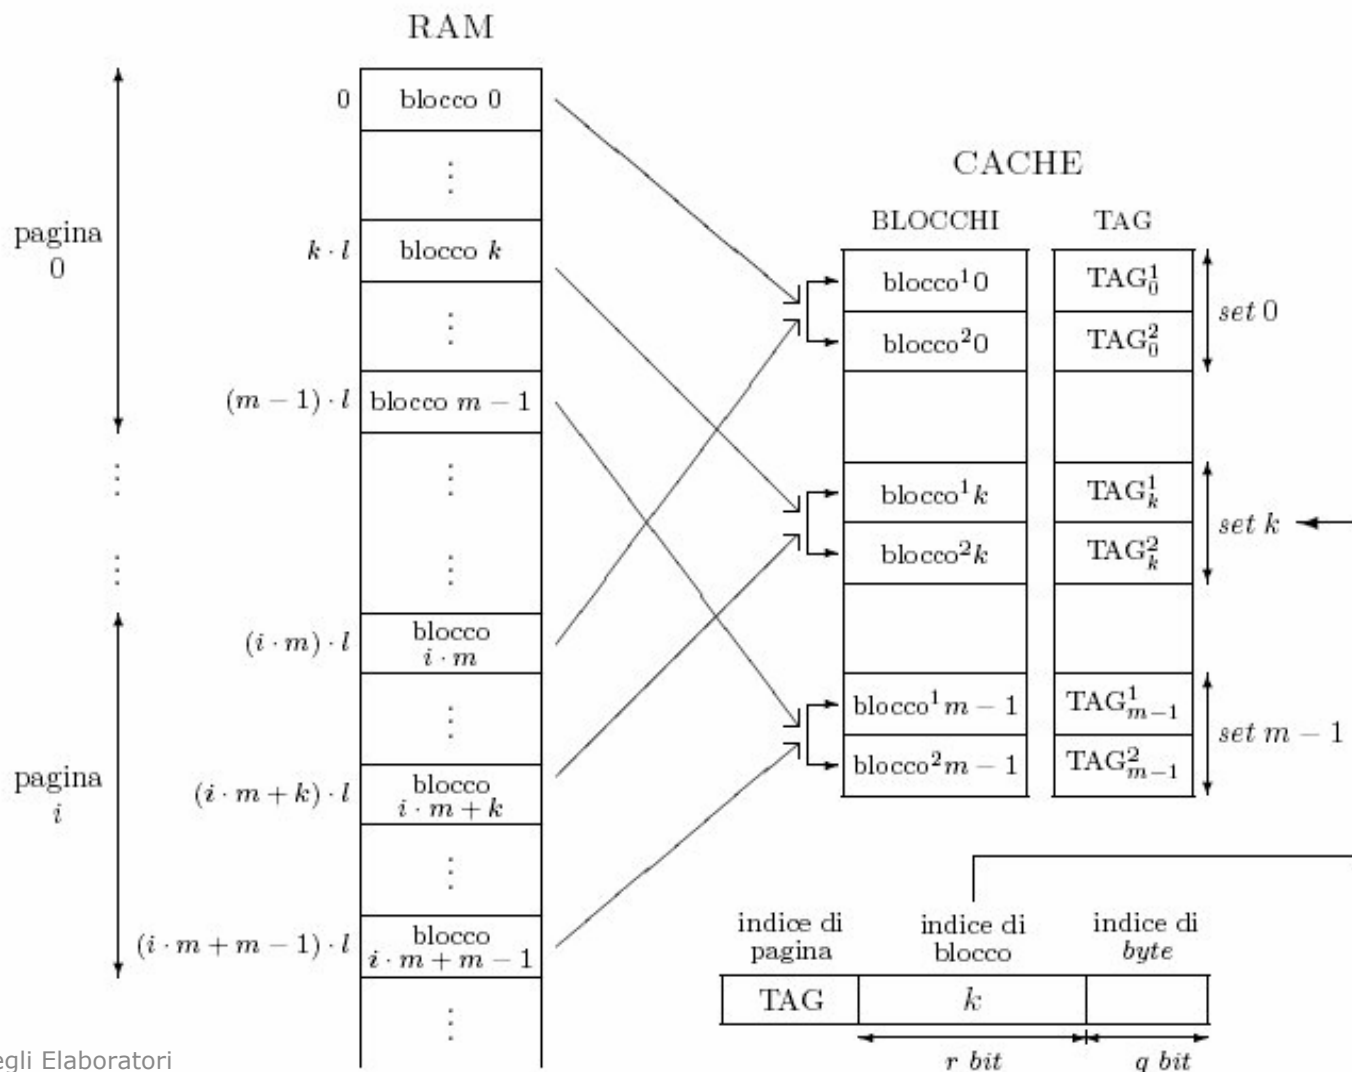 RAM
pagina
0
0
blocco 0
⋮
k · l
blocco k
⋮
(m − 1) · l
blocco m − 1
⋮
⋮
⋮
⋮
pagina
i
(i · m) · l
blocco
i · m
⋮
(i · m + k) · l
blocco
i · m + k
⋮
(i · m + m − 1) · l
blocco
i · m + m − 1
⋮
CACHE
BLOCCHI TAG
blocco¹0 TAG¹₀ set 0
blocco²0 TAG²₀
blocco¹k TAG¹ₖ set k
blocco²k TAG²ₖ
blocco¹m − 1 TAG¹ₘ₋₁ set m − 1
blocco²m − 1 TAG²ₘ₋₁
indice di
pagina
indice di
blocco
indice di
byte
TAG k
r bit q bit
egli Elaboratori